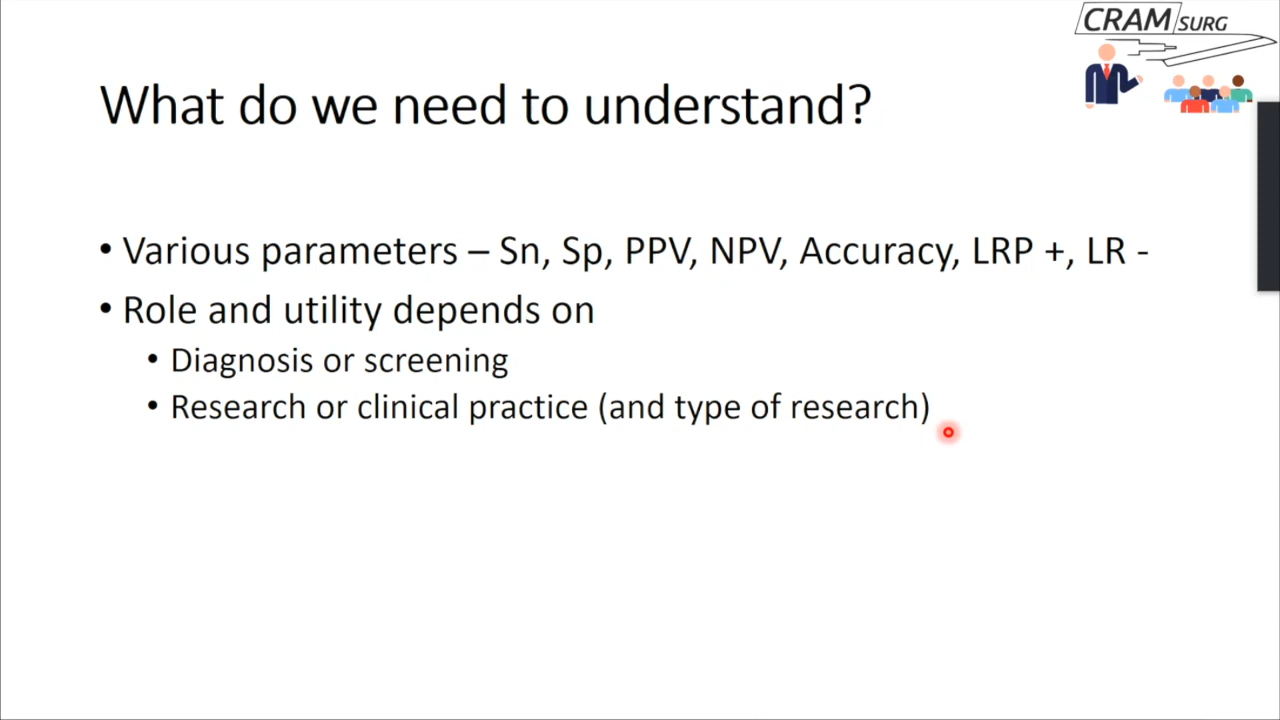 CRAM SURG
What do we need to understand?
• Various parameters – Sn, Sp, PPV, NPV, Accuracy, LRP +, LR -
• Role and utility depends on
• Diagnosis or screening
• Research or clinical practice (and type of research)